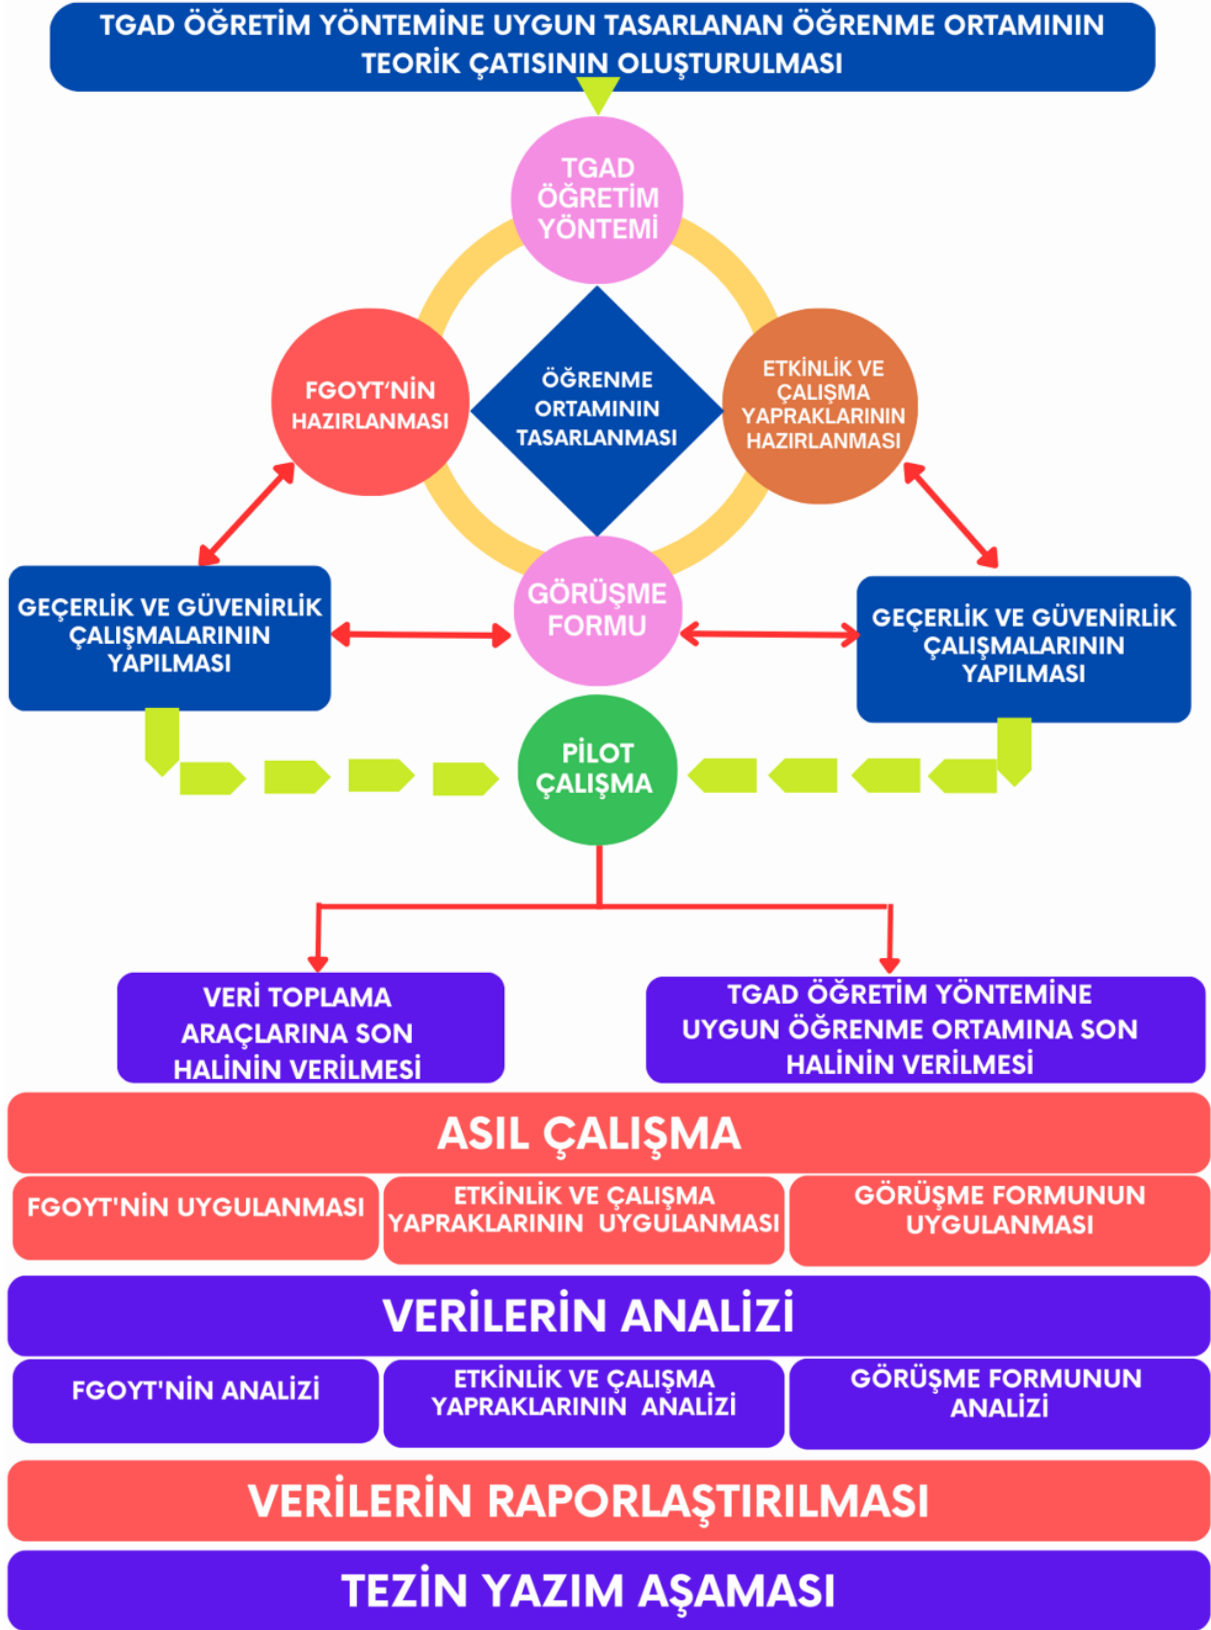 TGAD ÖĞRETİM YÖNTEMİNE UYGUN TASARLANAN ÖĞRENME ORTAMININ
TEORİK ÇATISININ OLUŞTURULMASI
TGAD
ÖĞRETİM
YÖNTEMİ
FGOYT'NİN
HAZIRLANMASI
ÖĞRENME
ORTAMININ
TASARLANMASI
ETKİNLİK VE
ÇALIŞMA
YAPRAKLARININ
HAZIRLANMASI
GEÇERLİK VE GÜVENİRLİK
ÇALIŞMALARININ
YAPILMASI
GÖRÜŞME
FORMU
GEÇERLİK VE GÜVENİRLİK
ÇALIŞMALARININ
YAPILMASI
PİLOT
ÇALIŞMA
VERİ TOPLAMA
ARAÇLARINA SON
HALİNİN VERİLMESİ
TGAD ÖĞRETİM YÖNTEMİNE
UYGUN ÖĞRENME ORTAMINA SON
HALİNİN VERİLMESİ
ASIL ÇALIŞMA
FGOYT'NİN UYGULANMASI
ETKİNLİK VE ÇALIŞMA
YAPRAKLARININ UYGULANMASI
GÖRÜŞME FORMUNUN
UYGULANMASI
VERİLERİN ANALİZİ
FGOYT'NİN ANALİZİ
ETKİNLİK VE ÇALIŞMA
YAPRAKLARININ ANALİZİ
GÖRÜŞME FORMUNUN
ANALİZİ
VERİLERİN RAPORLAŞTIRILMASI
TEZİN YAZIM AŞAMASI